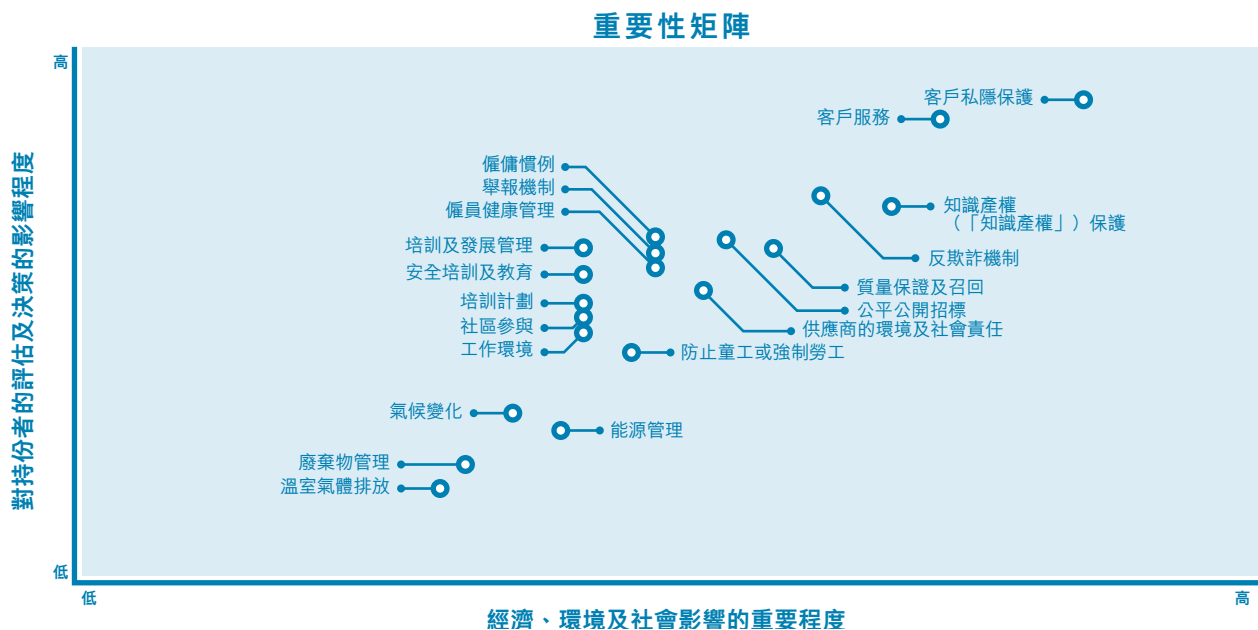 重要性矩陣
高
對持份者的評估及決策的影響程度
客戶私隱保護
客戶服務
僱傭慣例
舉報機制
僱員健康管理
知識產權
（「知識產權」）保護
培訓及發展管理
反欺詐機制
安全培訓及教育
質量保證及召回
培訓計劃
公平公開招標
社區參與
供應商的環境及社會責任
工作環境
防止童工或強制勞工
氣候變化
能源管理
廢棄物管理
溫室氣體排放
低
低
高
經濟、環境及社會影響的重要程度